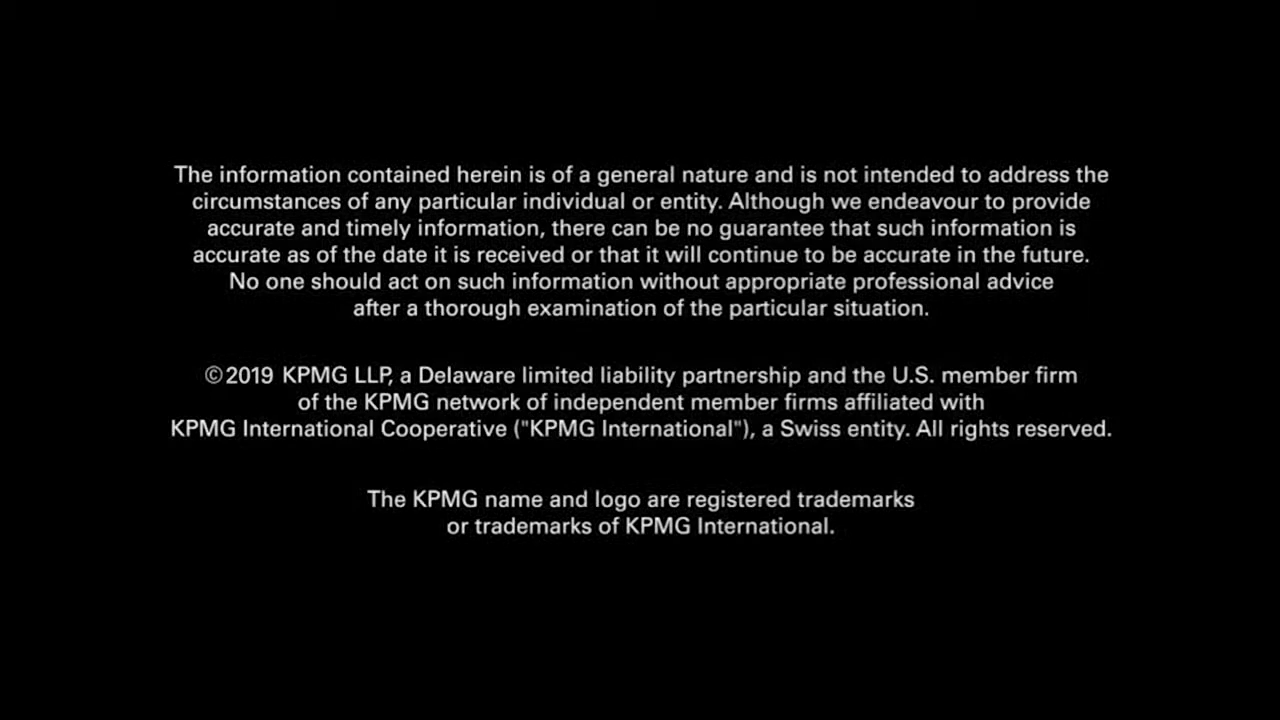 The information contained herein is of a general nature and is not intended to address the
circumstances of any particular individual or entity. Although we endeavour to provide
accurate and timely information, there can be no guarantee that such information is
accurate as of the date it is received or that it will continue to be accurate in the future.
No one should act on such information without appropriate professional advice
after a thorough examination of the particular situation.
©2019 KPMG LLP, a Delaware limited liability partnership and the U.S. member firm
of the KPMG network of independent member firms affiliated with
KPMG International Cooperative ("KPMG International"), a Swiss entity. All rights reserved.
The KPMG name and logo are registered trademarks
or trademarks of KPMG International.